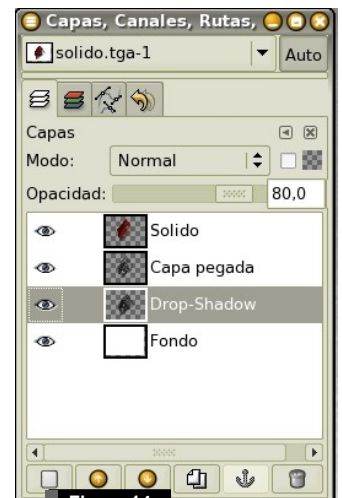 Capas, Canales, Rutas,
solido.tga-1
Auto
Capas
Modo: Normal
Opacidad: 80,0
Solido
Capa pegada
Drop-Shadow
Fondo